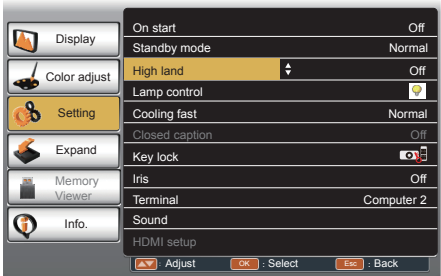 Display
Color adjust
Setting
Expand
Memory
Viewer
Info.
On start Off
Standby mode Normal
High land Off
Lamp control
Cooling fast Normal
Closed caption Off
Key lock
Iris Off
Terminal Computer 2
Sound
HDMI setup
: Adjust OK : Select Esc : Back